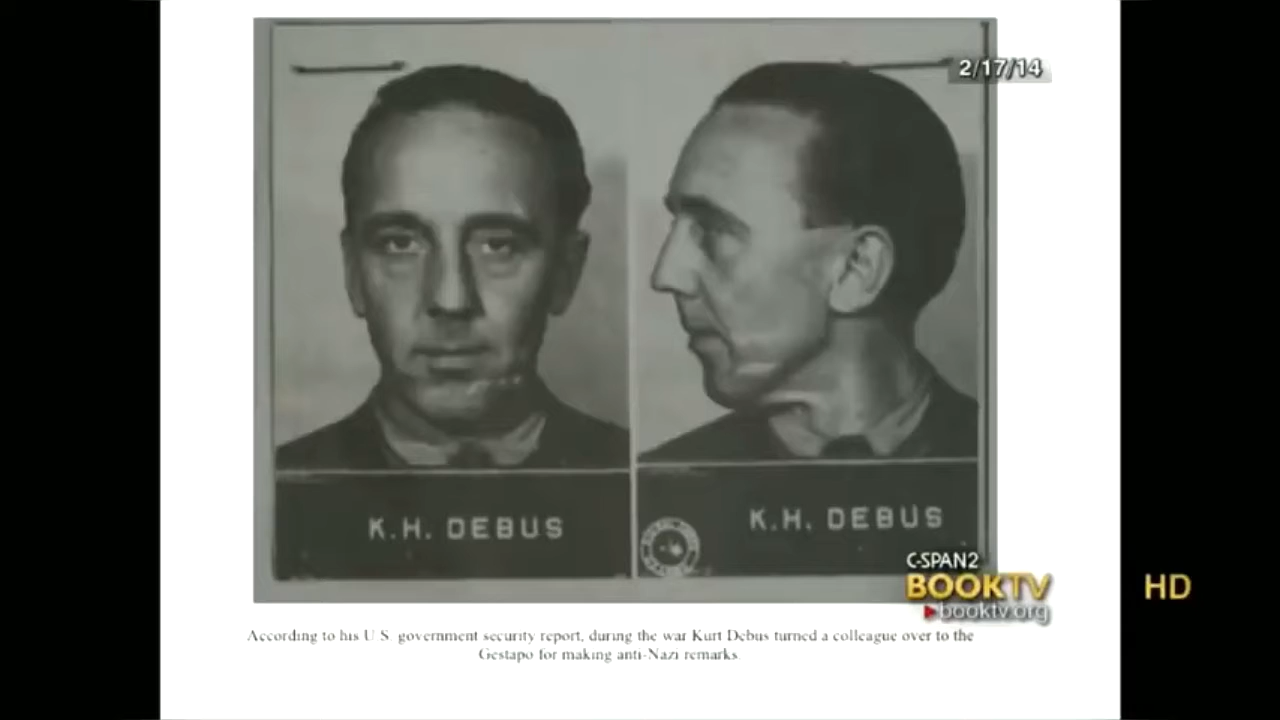 2/17/14
K.H. DEBUS
K.H. DEBUS
C-SPAN2
BOOKTV
booktv.org
HD
According to his U.S. government security report, during the war Kurt Debus turned a colleague over to the
Gestapo for making anti-Nazi remarks.